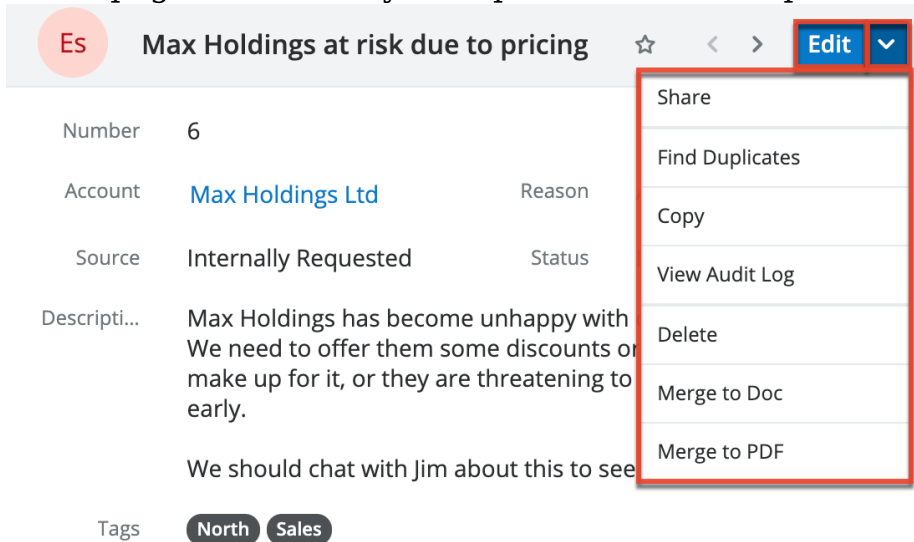 Es Max Holdings at risk due to pricing Edit
Share
Number 6
Find Duplicates
Account Max Holdings Ltd Reason
Copy
Source Internally Requested Status
View Audit Log
Descripti... Max Holdings has become unhappy with
We need to offer them some discounts or
Delete
make up for it, or they are threatening to
Merge to Doc
early.
Merge to PDF
We should chat with Jim about this to see
Tags North Sales